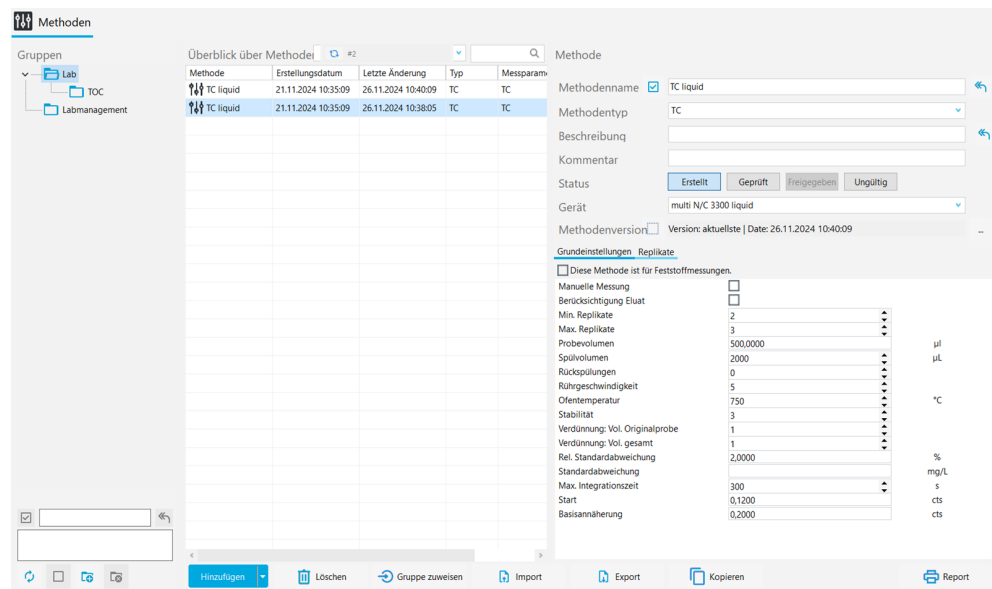 Methoden
Gruppen
Lab
TOC
Labmanagement
Überblick über Methoden
#2
Methode Erstellungsdatum Letzte Änderung Typ Messparame
TC liquid 21.11.2024 10:35:09 26.11.2024 10:40:09 TC TC
TC liquid 21.11.2024 10:35:09 26.11.2024 10:38:05 TC TC
Methode
Methodenname TC liquid
Methodentyp TC
Beschreibung
Kommentar
Status Erstellt Geprüft Freigegeben Ungültig
Gerät multi N/C 3300 liquid
Methodenversion Version: aktuellste | Date: 26.11.2024 10:40:09 ...
Grundeinstellungen Replikate
Diese Methode ist für Feststoffmessungen.
Manuelle Messung
Berücksichtigung Eluat
Min. Replikate 2
Max. Replikate 3
Probevolumen 500,0000 µl
Spülvolumen 2000 µL
Rückspülungen 0
Rührgeschwindigkeit 5
Ofentemperatur 750 °C
Stabilität 3
Verdünnung: Vol. Originalprobe 1
Verdünnung: Vol. gesamt 1
Rel. Standardabweichung 2,0000 %
Standardabweichung mg/L
Max. Integrationszeit 300 s
Start 0,1200 cts
Basisannäherung 0,2000 cts
Hinzufügen Löschen Gruppe zuweisen Import Export Kopieren Report